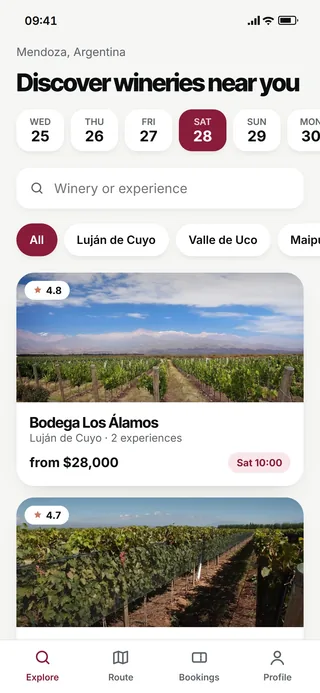 09:41
Mendoza, Argentina
Discover wineries near you
WED THU FRI SAT SUN MON
25 26 27 28 29 30
Winery or experience
All Luján de Cuyo Valle de Uco Maipú
4.8
Bodega Los Álamos
Luján de Cuyo · 2 experiences
from $28,000 Sat 10:00
4.7
Explore Route Bookings Profile